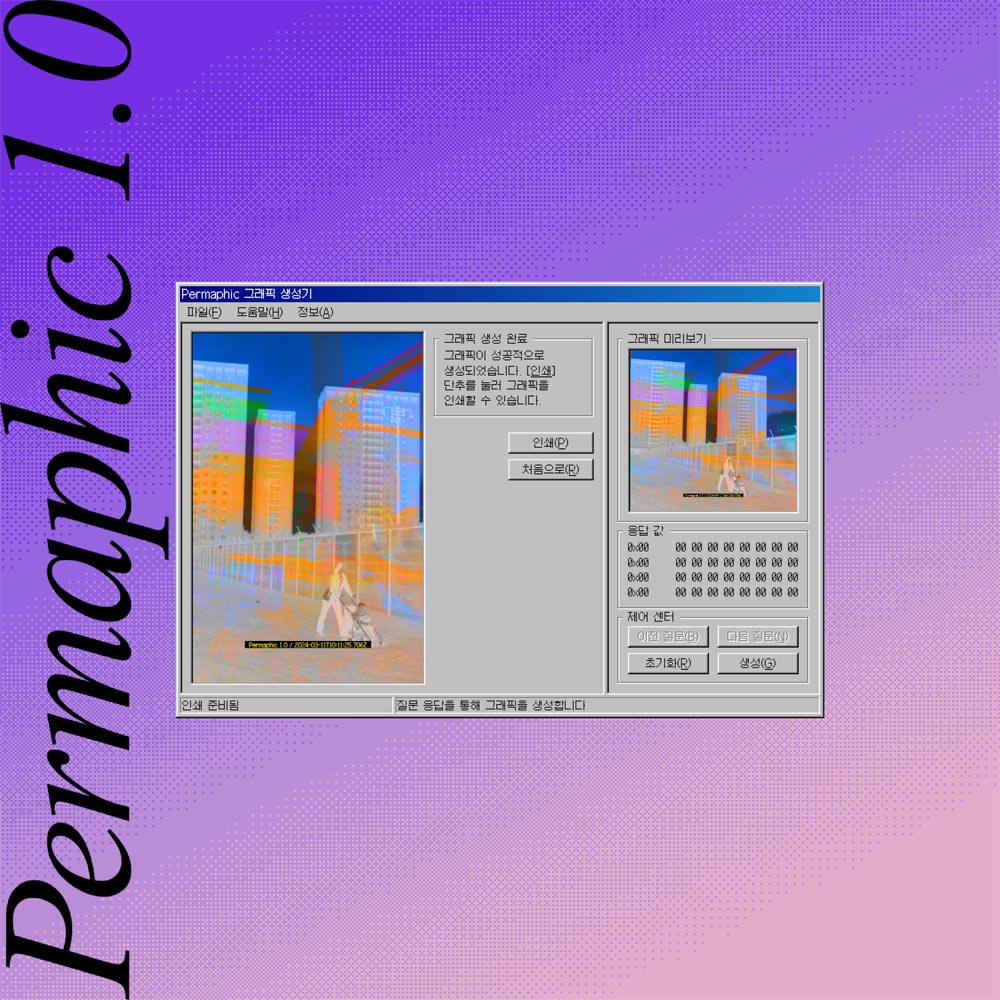 Permaphic 1.0
Permaphic 그래픽 생성기
파일(F) 도움말(H) 정보(A)
그래픽 생성 완료
그래픽이 성공적으로
생성되었습니다. [인쇄]
단추를 눌러 그래픽을
인쇄할 수 있습니다.
인쇄(P)
처음으로(R)
Permaphic 1.0 / 2024-03-11T10:11:25.706Z
그래픽 미리보기
응답 값
0x00 00 00 00 00 00 00 00 00
0x00 00 00 00 00 00 00 00 00
0x00 00 00 00 00 00 00 00 00
0x00 00 00 00 00 00 00 00 00
제어 센터
이전 질문(B) 다음 질문(N)
초기화(R) 생성(G)
인쇄 준비됨
질문 응답을 통해 그래픽을 생성합니다